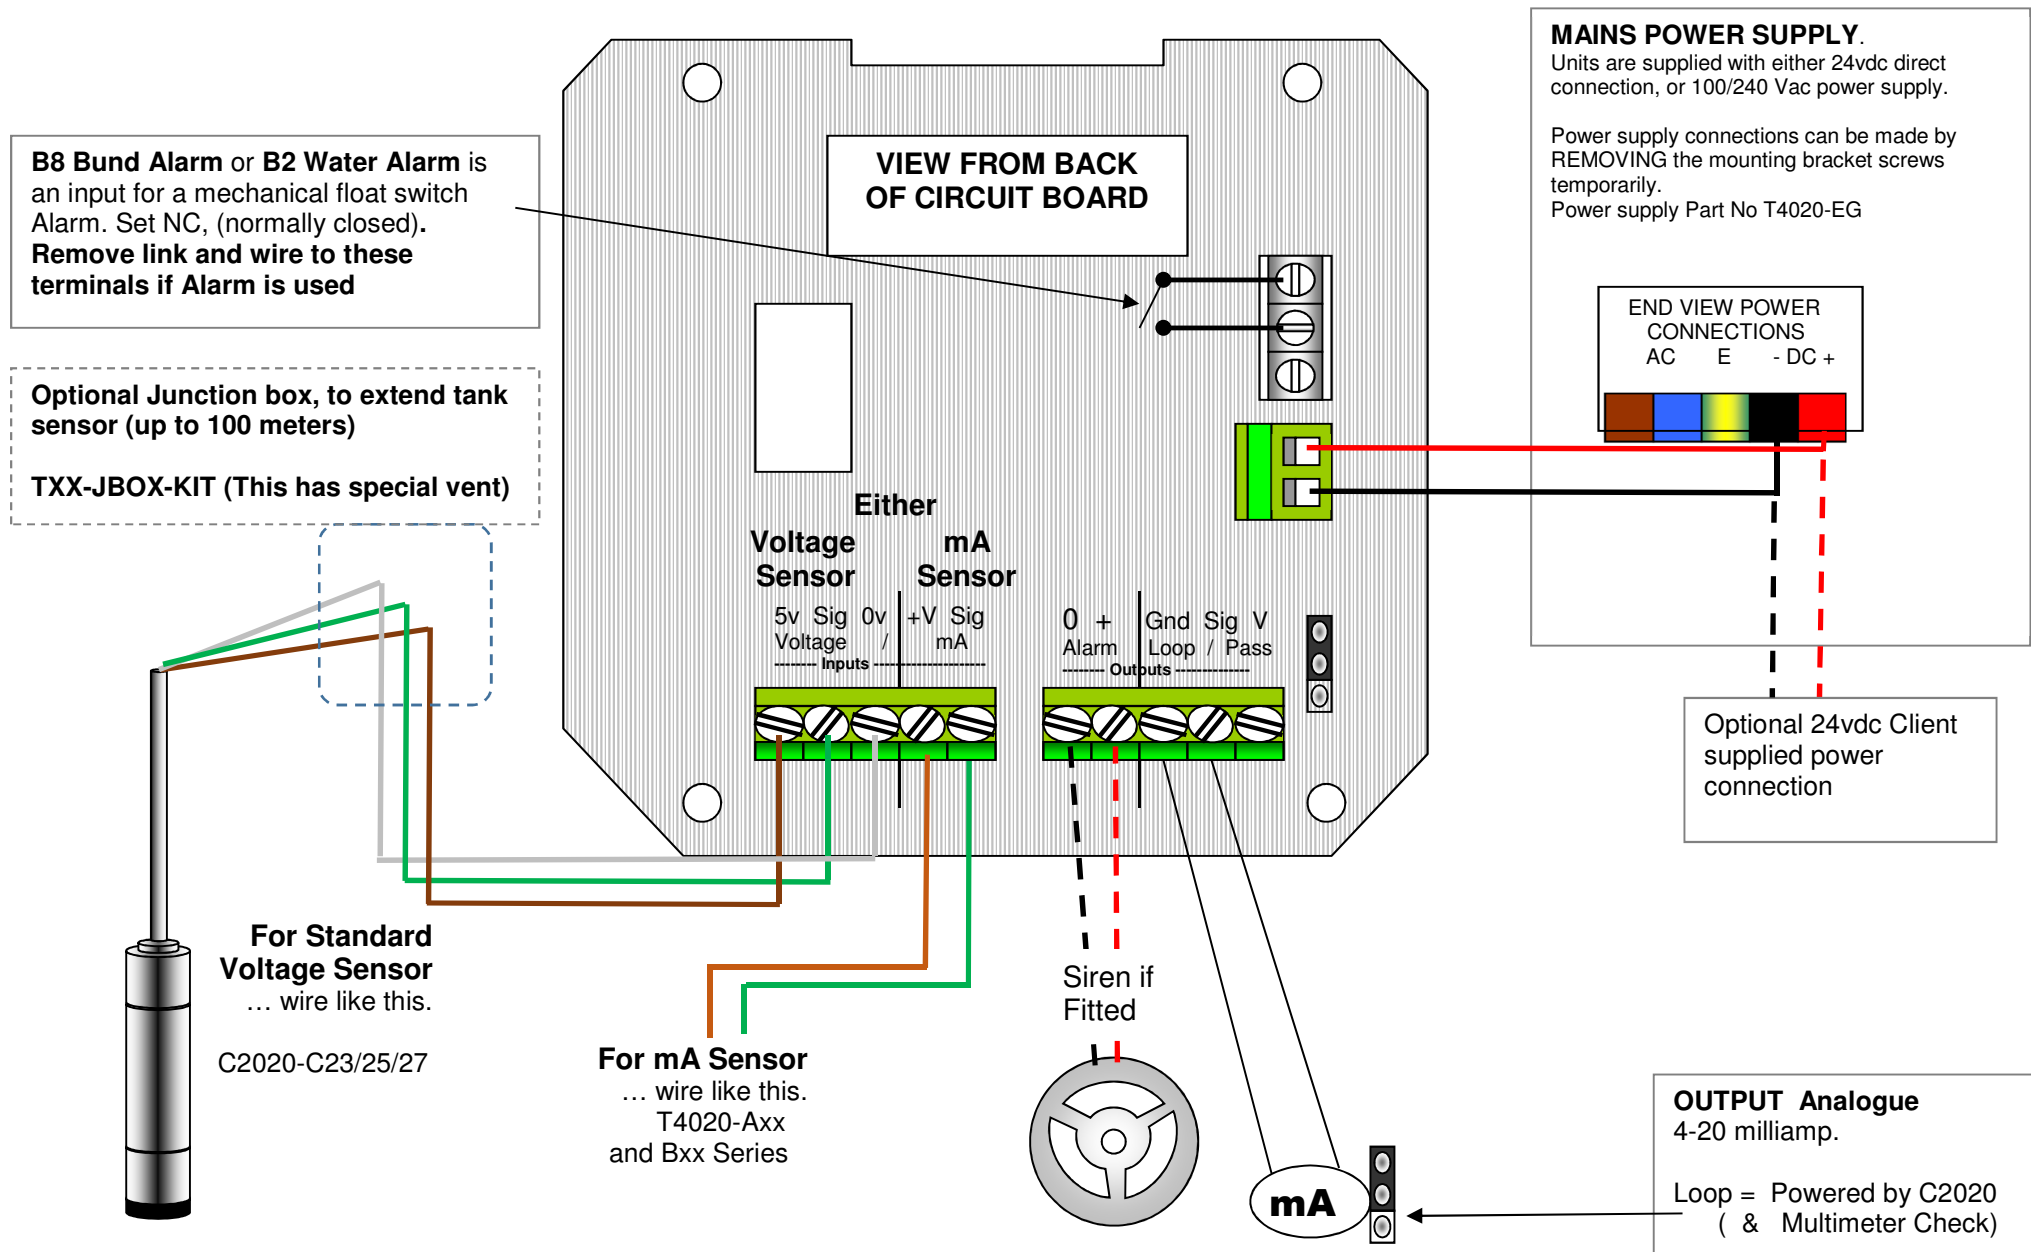 MAINS POWER SUPPLY.
Units are supplied with either 24vdc direct
connection, or 100/240 Vac power supply.
Power supply connections can be made by
REMOVING the mounting bracket screws
temporarily.
Power supply Part No T4020-EG
END VIEW POWER
CONNECTIONS
AC E - DC +
B8 Bund Alarm or B2 Water Alarm is
an input for a mechanical float switch
Alarm. Set NC, (normally closed).
Remove link and wire to these
terminals if Alarm is used
VIEW FROM BACK
OF CIRCUIT BOARD
Optional Junction box, to extend tank
sensor (up to 100 meters)
TXX-JBOX-KIT (This has special vent)
Either
Voltage Sensor
mA Sensor
5v Sig 0v +V Sig
Voltage / mA
-------- Inputs --------------------
0 + Gnd Sig V
Alarm Loop / Pass
-------- Outputs --------------
Optional 24vdc Client
supplied power
connection
For Standard
Voltage Sensor
… wire like this.
C2020-C23/25/27
For mA Sensor
… wire like this.
T4020-Axx
and Bxx Series
Siren if
Fitted
mA
OUTPUT Analogue
4-20 milliamp.
Loop = Powered by C2020
( & Multimeter Check)